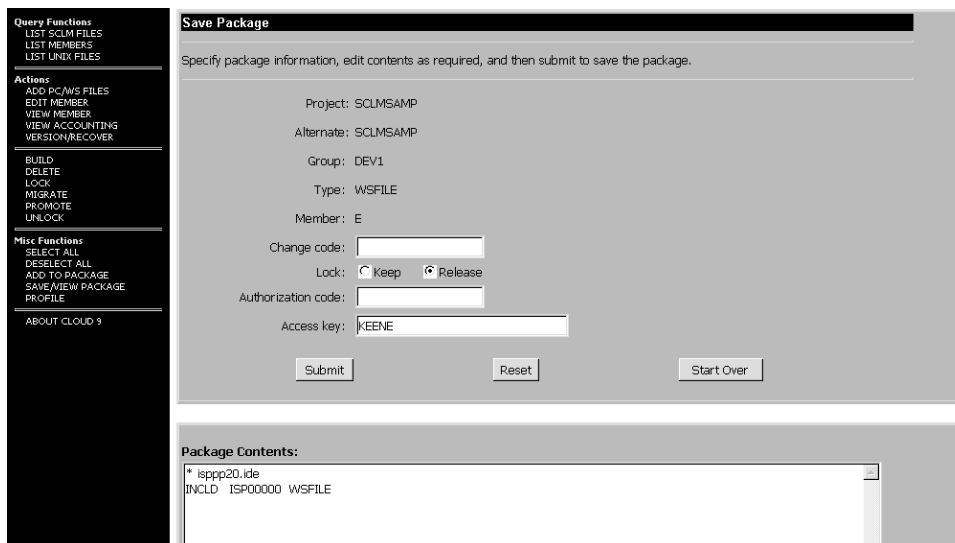 Query Functions
LIST SCLM FILES
LIST MEMBERS
LIST UNIX FILES
Actions
ADD PC/WS FILES
EDIT MEMBER
VIEW MEMBER
VIEW ACCOUNTING
VERSION/RECOVER
BUILD
DELETE
LOCK
MIGRATE
PROMOTE
UNLOCK
Misc Functions
SELECT ALL
DESELECT ALL
ADD TO PACKAGE
SAVE/VIEW PACKAGE
PROFILE
ABOUT CLOUD 9
Save Package
Specify package information, edit contents as required, and then submit to save the package.
Project: SCLMSAMP
Alternate: SCLMSAMP
Group: DEV1
Type: WSFILE
Member: E
Change code:
Lock: Keep Release
Authorization code:
Access key: KEENE
Submit Reset Start Over
Package Contents:
* isppp20.ide
INCLD ISP00000 WSFILE